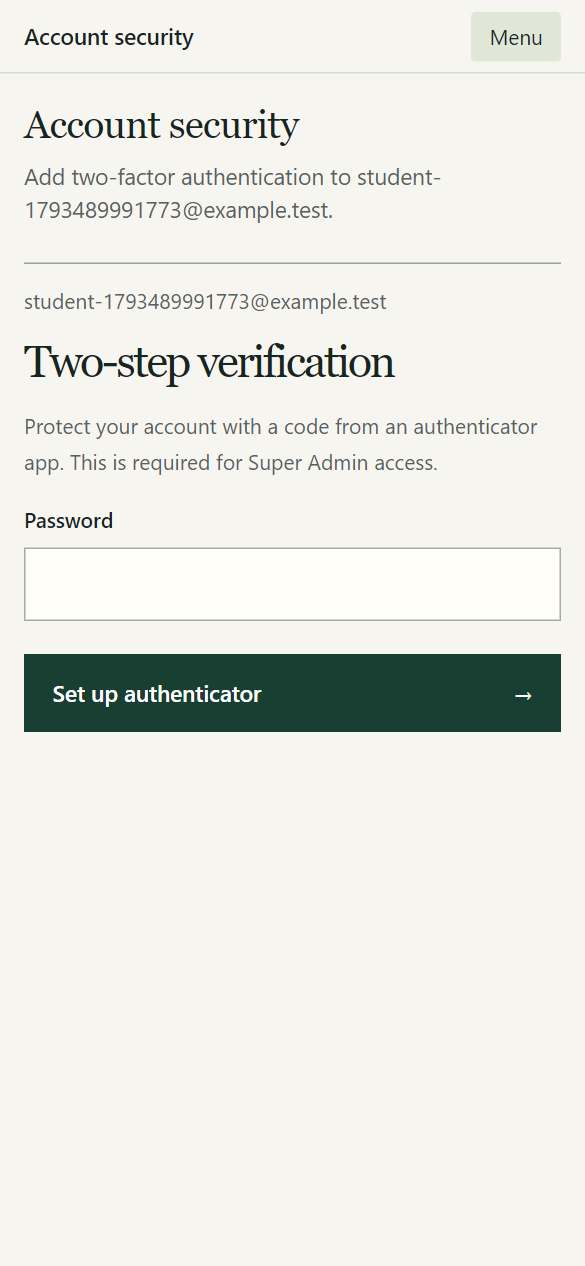 Account security
Menu
Account security
Add two-factor authentication to student-
1793489991773@example.test.
student-1793489991773@example.test
Two-step verification
Protect your account with a code from an authenticator
app. This is required for Super Admin access.
Password
Set up authenticator →